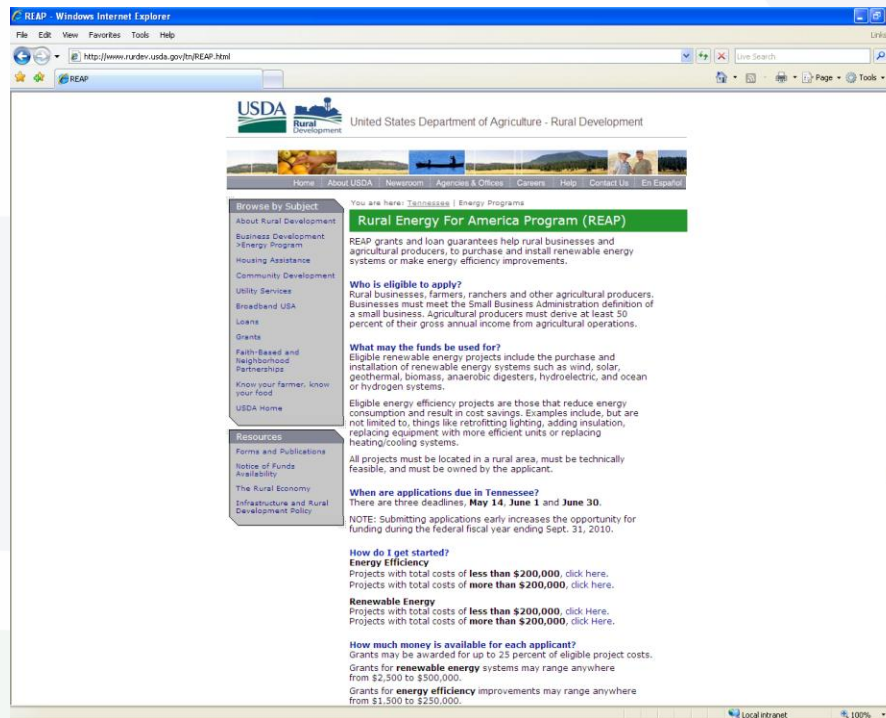 REAP - Windows Internet Explorer
File Edit View Favorites Tools Help
Links
http://www.rurdev.usda.gov/tn/REAP.html
Live Search
REAP
Page Tools
USDA
Rural
Development
United States Department of Agriculture - Rural Development
Home About USDA Newsroom Agencies & Offices Careers Help Contact Us En Español
Browse by Subject
About Rural Development
Business Development
>Energy Program
Housing Assistance
Community Development
Utility Services
Broadband USA
Loans
Grants
Faith-Based and
Neighborhood
Partnerships
Know your farmer, know
your food
USDA Home
Resources
Forms and Publications
Notice of Funds
Availability
The Rural Economy
Infrastructure and Rural
Development Policy
You are here: Tennessee | Energy Programs
Rural Energy For America Program (REAP)
REAP grants and loan guarantees help rural businesses and
agricultural producers, to purchase and install renewable energy
systems or make energy efficiency improvements.
Who is eligible to apply?
Rural businesses, farmers, ranchers and other agricultural producers.
Businesses must meet the Small Business Administration definition of
a small business. Agricultural producers must derive at least 50
percent of their gross annual income from agricultural operations.
What may the funds be used for?
Eligible renewable energy projects include the purchase and
installation of renewable energy systems such as wind, solar,
geothermal, biomass, anaerobic digesters, hydroelectric, and ocean
or hydrogen systems.
Eligible energy efficiency projects are those that reduce energy
consumption and result in cost savings. Examples include, but are
not limited to, things like retrofitting lighting, adding insulation,
replacing equipment with more efficient units or replacing
heating/cooling systems.
All projects must be located in a rural area, must be technically
feasible, and must be owned by the applicant.
When are applications due in Tennessee?
There are three deadlines, May 14, June 1 and June 30.
NOTE: Submitting applications early increases the opportunity for
funding during the federal fiscal year ending Sept. 31, 2010.
How do I get started?
Energy Efficiency
Projects with total costs of less than $200,000, click here.
Projects with total costs of more than $200,000, click here.
Renewable Energy
Projects with total costs of less than $200,000, click Here.
Projects with total costs of more than $200,000, click Here.
How much money is available for each applicant?
Grants may be awarded for up to 25 percent of eligible project costs.
Grants for renewable energy systems may range anywhere
from $2,500 to $500,000.
Grants for energy efficiency improvements may range anywhere
from $1,500 to $250,000.
Local intranet
100%